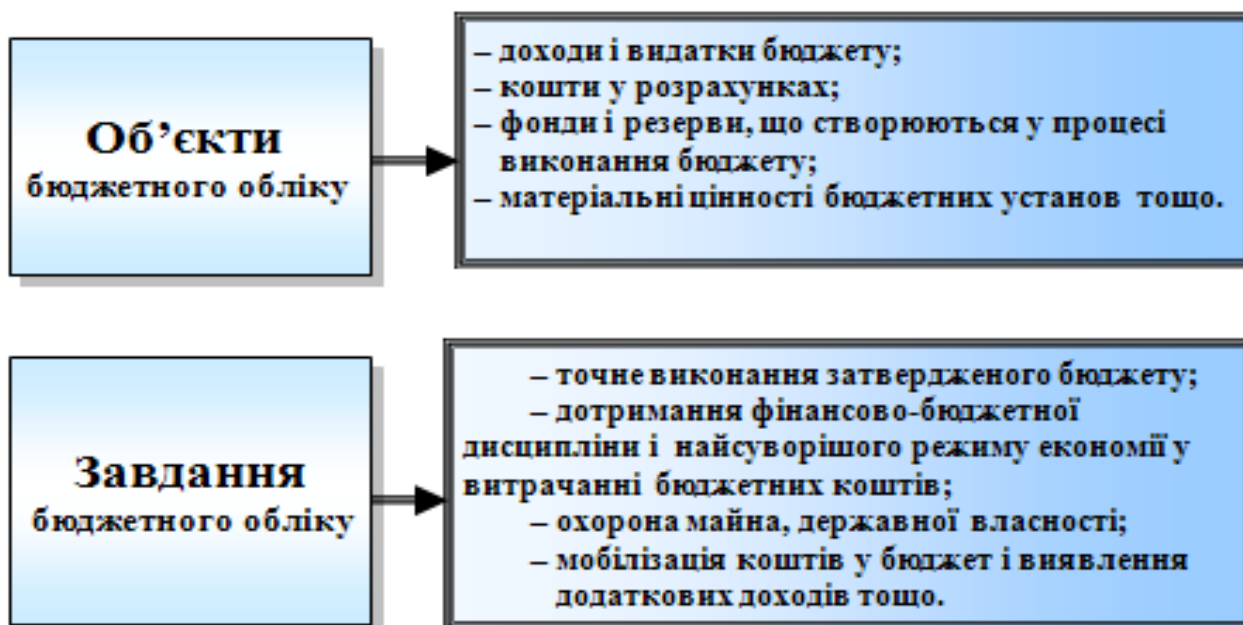 Об’єкти
бюджетного обліку
– доходи і видатки бюджету;
– кошти у розрахунках;
– фонди і резерви, що створюються у процесі
виконання бюджету;
– матеріальні цінності бюджетних установ тощо.
Завдання
бюджетного обліку
– точне виконання затвердженого бюджету;
– дотримання фінансово-бюджетної
дисципліни і найсуворішого режиму економії у
витрачанні бюджетних коштів;
– охорона майна, державної власності;
– мобілізація коштів у бюджет і виявлення
додаткових доходів тощо.